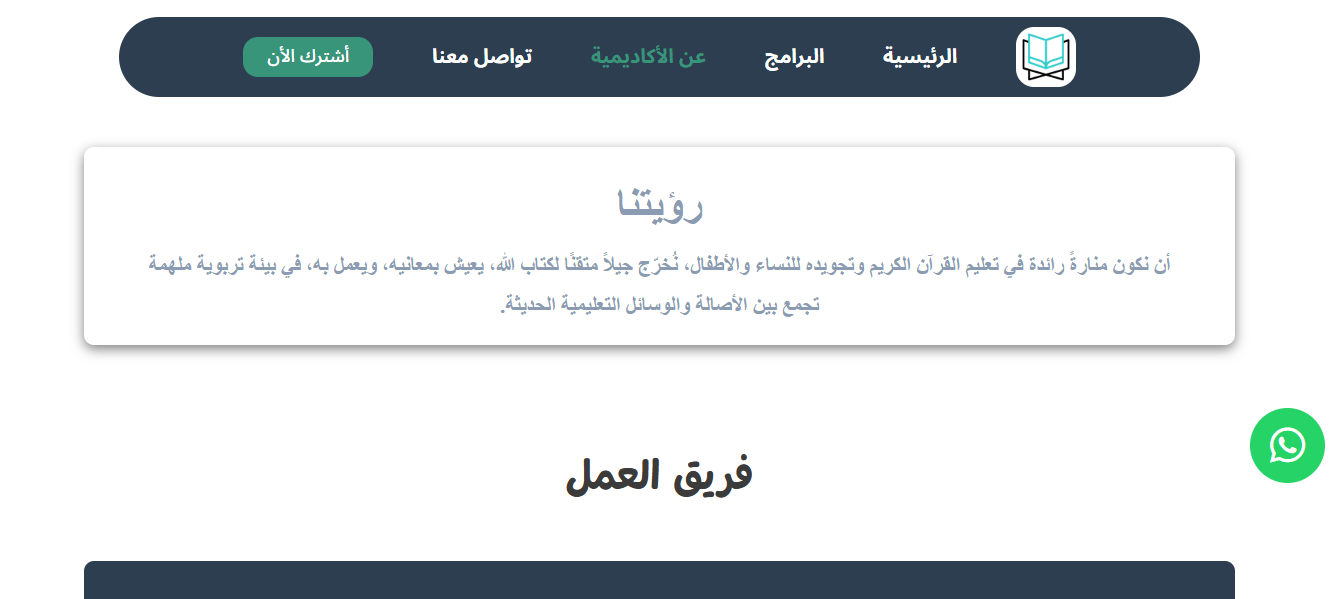 الرئيسية
البرامج
عن الأكاديمية
تواصل معنا
أشترك الأن
رؤيتنا
أن نكون منارةً رائدة في تعليم القرآن الكريم وتجويده للنساء والأطفال، نُخرّج جيلاً متقنًا لكتاب الله، يعيش بمعانيه، ويعمل به، في بيئة تربوية ملهمة
تجمع بين الأصالة والوسائل التعليمية الحديثة.
فريق العمل